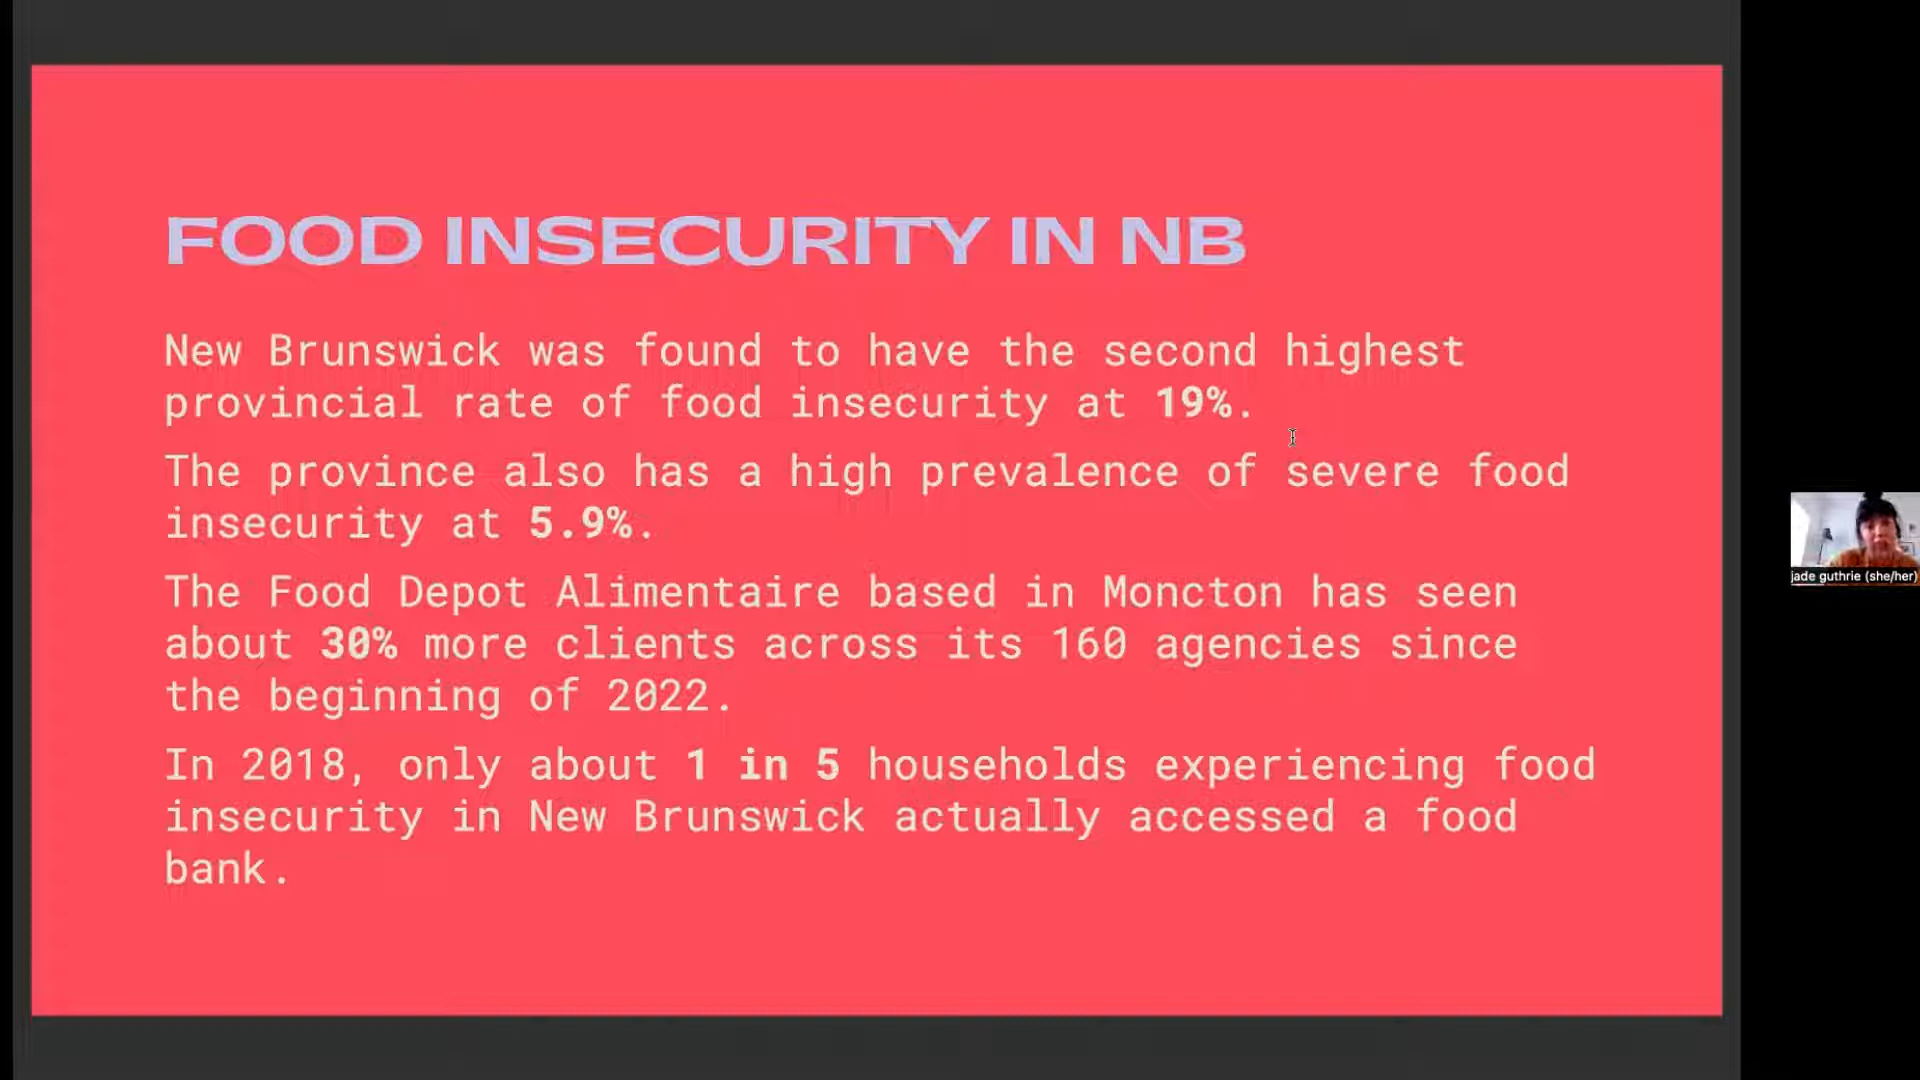 FOOD INSECURITY IN NB
New Brunswick was found to have the second highest
provincial rate of food insecurity at 19%.
The province also has a high prevalence of severe food
insecurity at 5.9%.
The Food Depot Alimentaire based in Moncton has seen
about 30% more clients across its 160 agencies since
the beginning of 2022.
In 2018, only about 1 in 5 households experiencing food
insecurity in New Brunswick actually accessed a food
bank.
jade guthrie (she/her)